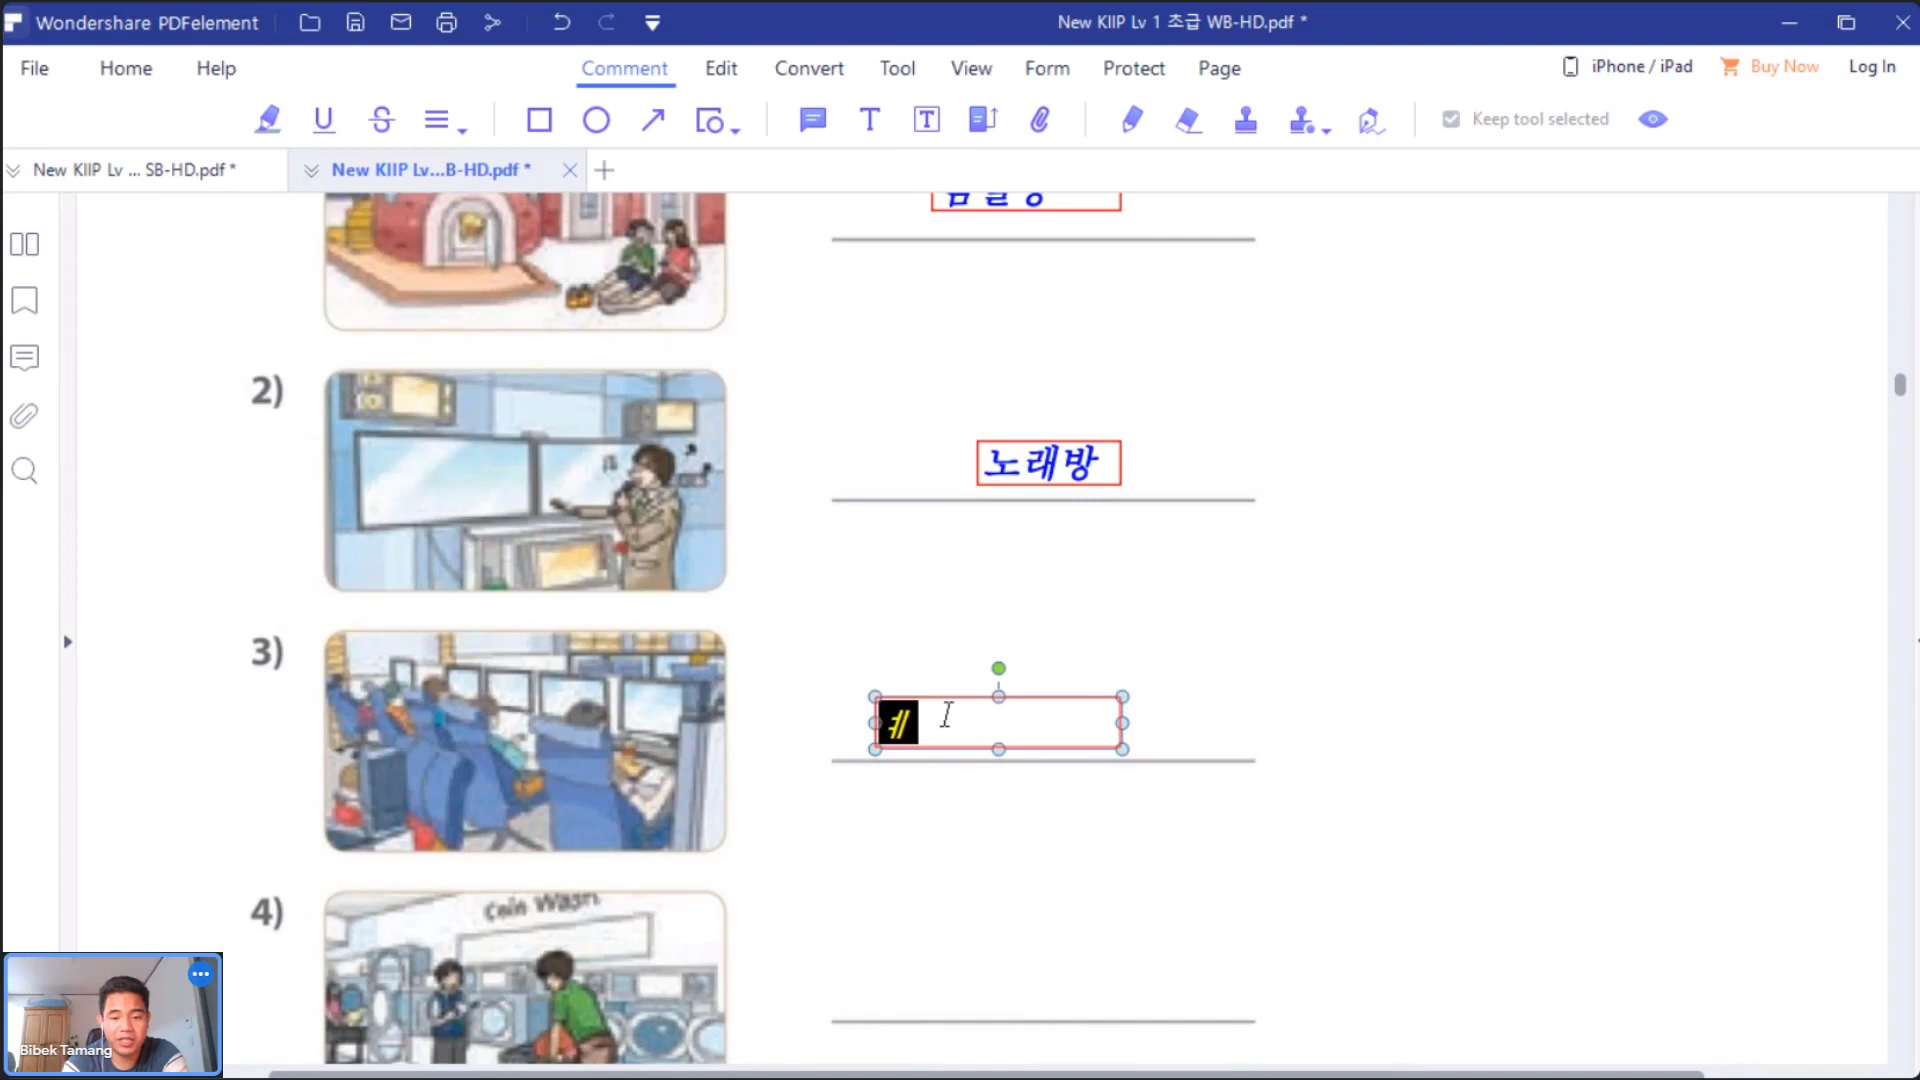 Wondershare PDFelement
New KIIP Lv 1 초급 WB-HD.pdf *
File Home Help Comment Edit Convert Tool View Form Protect Page iPhone / iPad Buy Now Log In
Keep tool selected
New KIIP Lv ... SB-HD.pdf * New KIIP Lv...B-HD.pdf *
2)
노래방
3)
4)
Coin Wash
Bibek Tamang